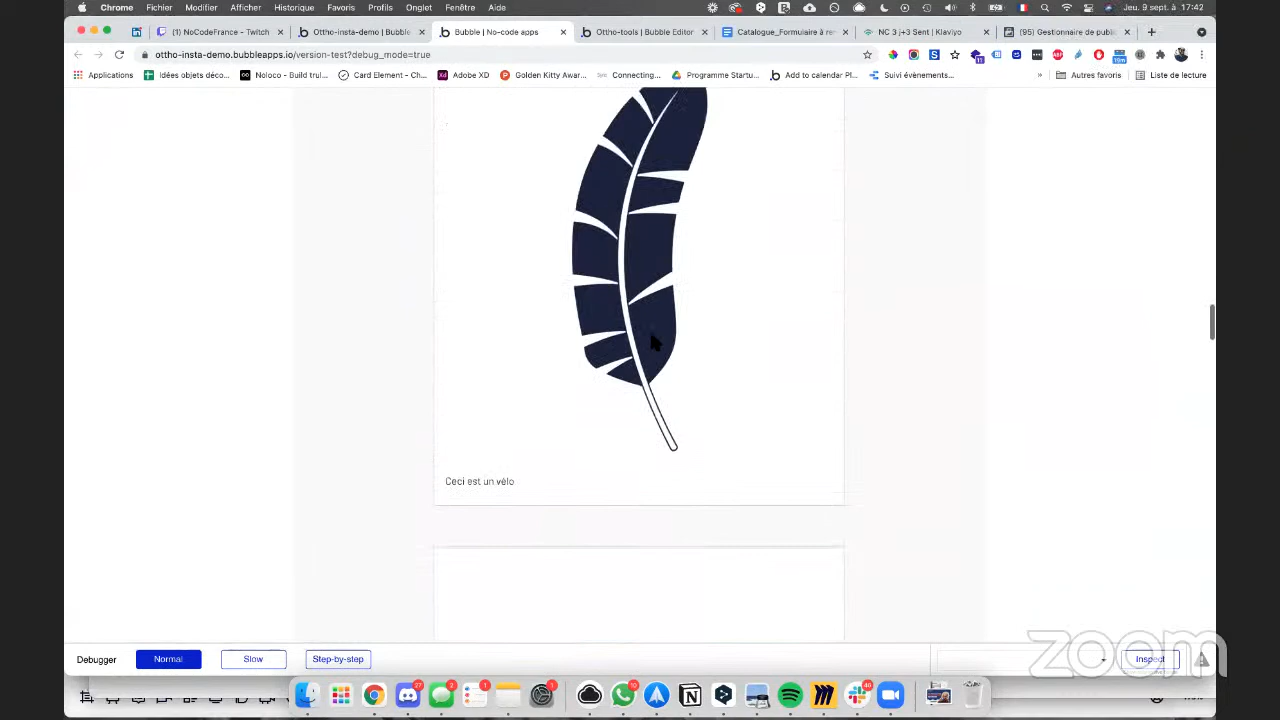 Chrome Fichier Modifier Afficher Historique Favoris Profils Onglet Fenêtre Aide Jeu. 9 sept. à 17:42
NoCodeFrance - Twitch Ottho-insta-demo | Bubble Bubble | No-code apps Ottho-tools | Bubble Editor Catalogue_Formulaire à re NC 3 j+3 Sent | Klaviyo (95) Gestionnaire de public
ottho-insta-demo.bubbleapps.io/version-test?debug_mode=true
Applications Idées objets déco... Noloco - Build trul... Card Element - Ch... Adobe XD Golden Kitty Awar... Connecting... Programme Startu... Add to calendar Pl... Suivi évènements... » Autres favoris Liste de lecture
Ceci est un vélo
Debugger Normal Slow Step-by-step Inspect
zoom